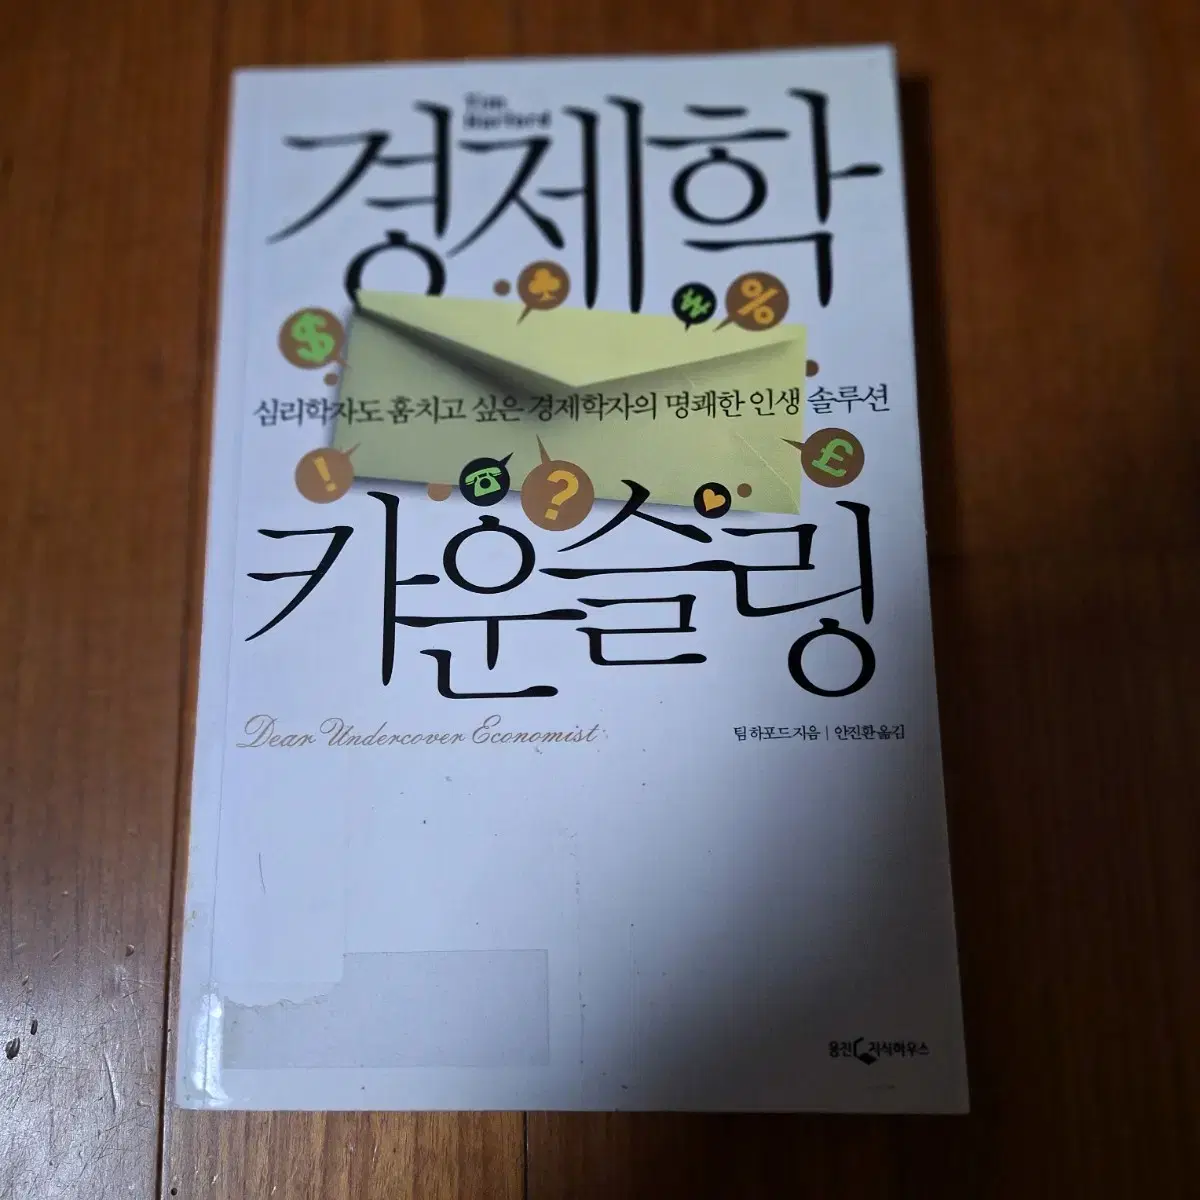 Tim
Harford
경제학
심리학자도 훔치고 싶은 경제학자의 명쾌한 인생 솔루션
카운슬링
Dear Undercover Economist
팀 하포드 지음 | 안진환 옮김
웅진 지식하우스